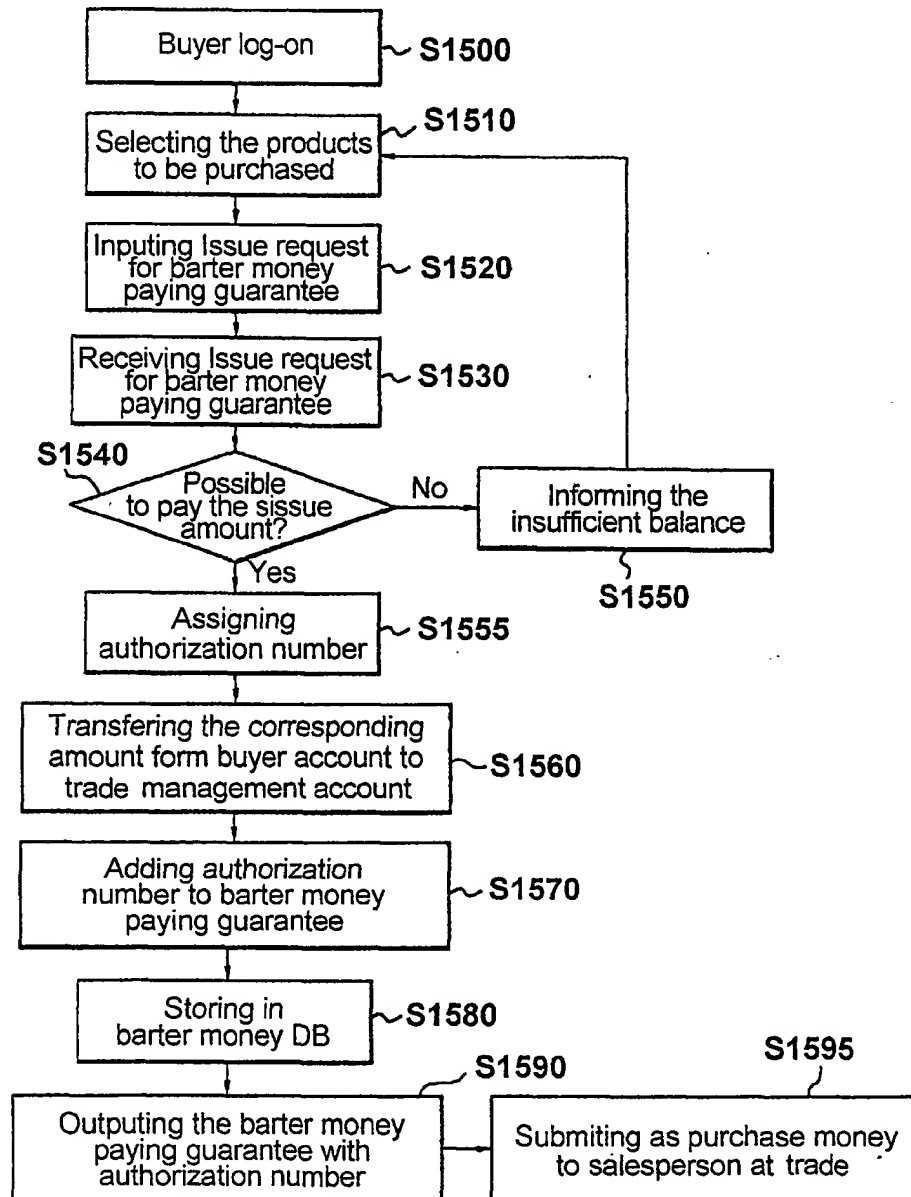 Buyer log-on
S1500
S1510
Selecting the products
to be purchased
Inputing Issue request
for barter money
paying guarantee
S1520
Receiving Issue request
for barter money
paying guarantee
S1530
S1540
Possible
to pay the sissue
amount?
No
Informing the
insufficient balance
S1550
Yes
Assigning
authorization number
S1555
Transfering the corresponding
amount form buyer account to
trade management account
S1560
Adding authorization
number to barter money
paying guarantee
S1570
Storing in
barter money DB
S1580
S1590
S1595
Outputing the barter money
paying guarantee with
authorization number
Submiting as purchase money
to salesperson at trade